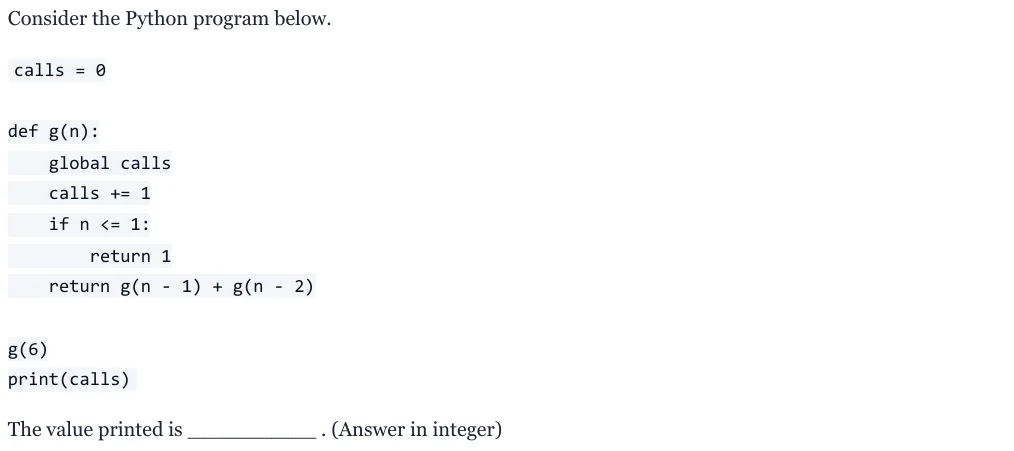 Consider the Python program below.
calls = 0
def g(n):
    global calls
    calls += 1
    if n <= 1:
        return 1
    return g(n - 1) + g(n - 2)
g(6)
print(calls)
The value printed is ____________ . (Answer in integer)